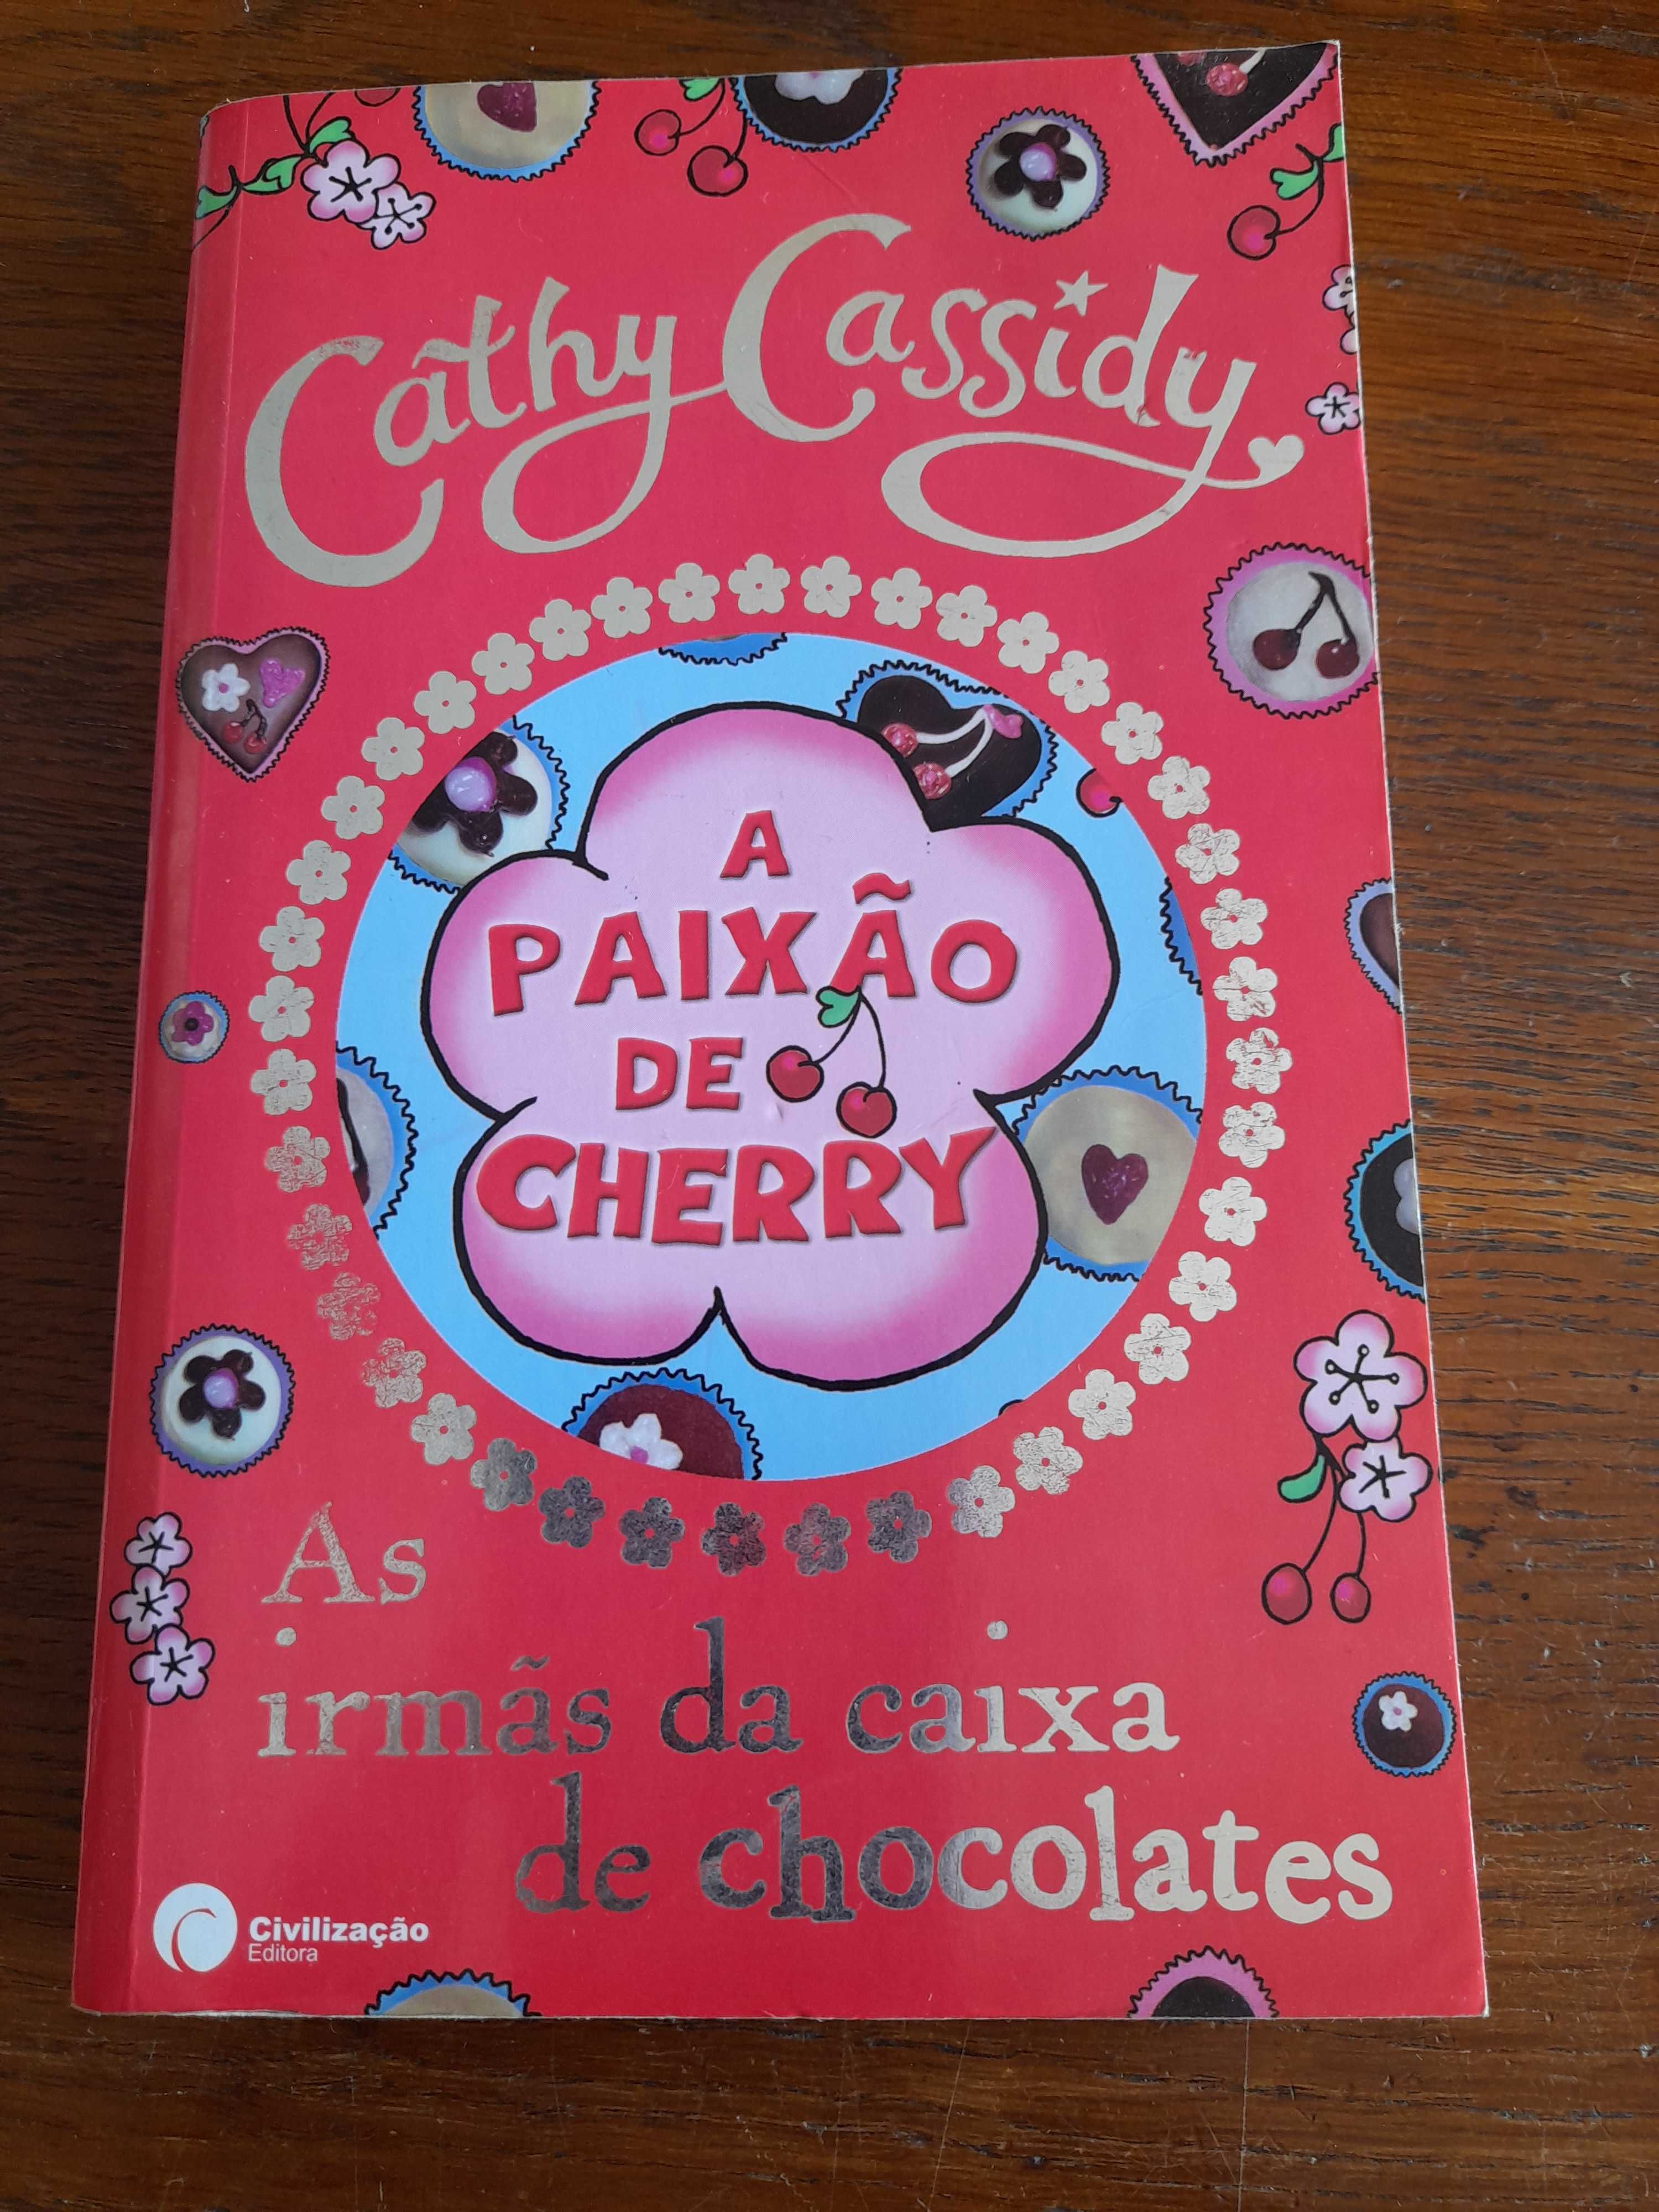 Cathy Cassidy
A
PAIXÃO
DE
CHERRY
As
irmãs da caixa
de chocolates
Civilização
Editora